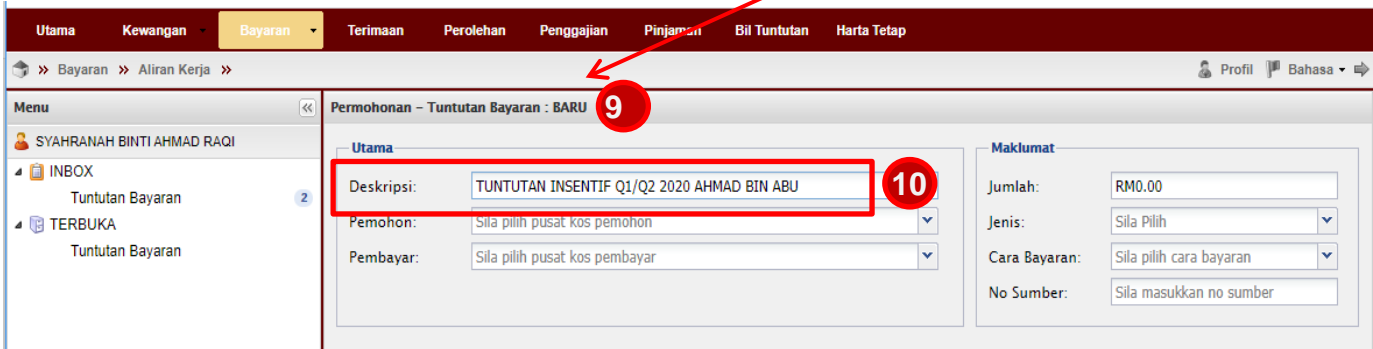 Utama Kewangan Bayaran Terimaan Perolehan Penggajian Pinjaman Bil Tuntutan Harta Tetap
» Bayaran » Aliran Kerja » Profil Bahasa
Menu «
SYAHRANAH BINTI AHMAD RAQI
INBOX
Tuntutan Bayaran 2
TERBUKA
Tuntutan Bayaran
Permohonan – Tuntutan Bayaran : BARU 9
Utama
Deskripsi: TUNTUTAN INSENTIF Q1/Q2 2020 AHMAD BIN ABU 10
Pemohon: Sila pilih pusat kos pemohon
Pembayar: Sila pilih pusat kos pembayar
Maklumat
Jumlah: RM0.00
Jenis: Sila Pilih
Cara Bayaran: Sila pilih cara bayaran
No Sumber: Sila masukkan no sumber